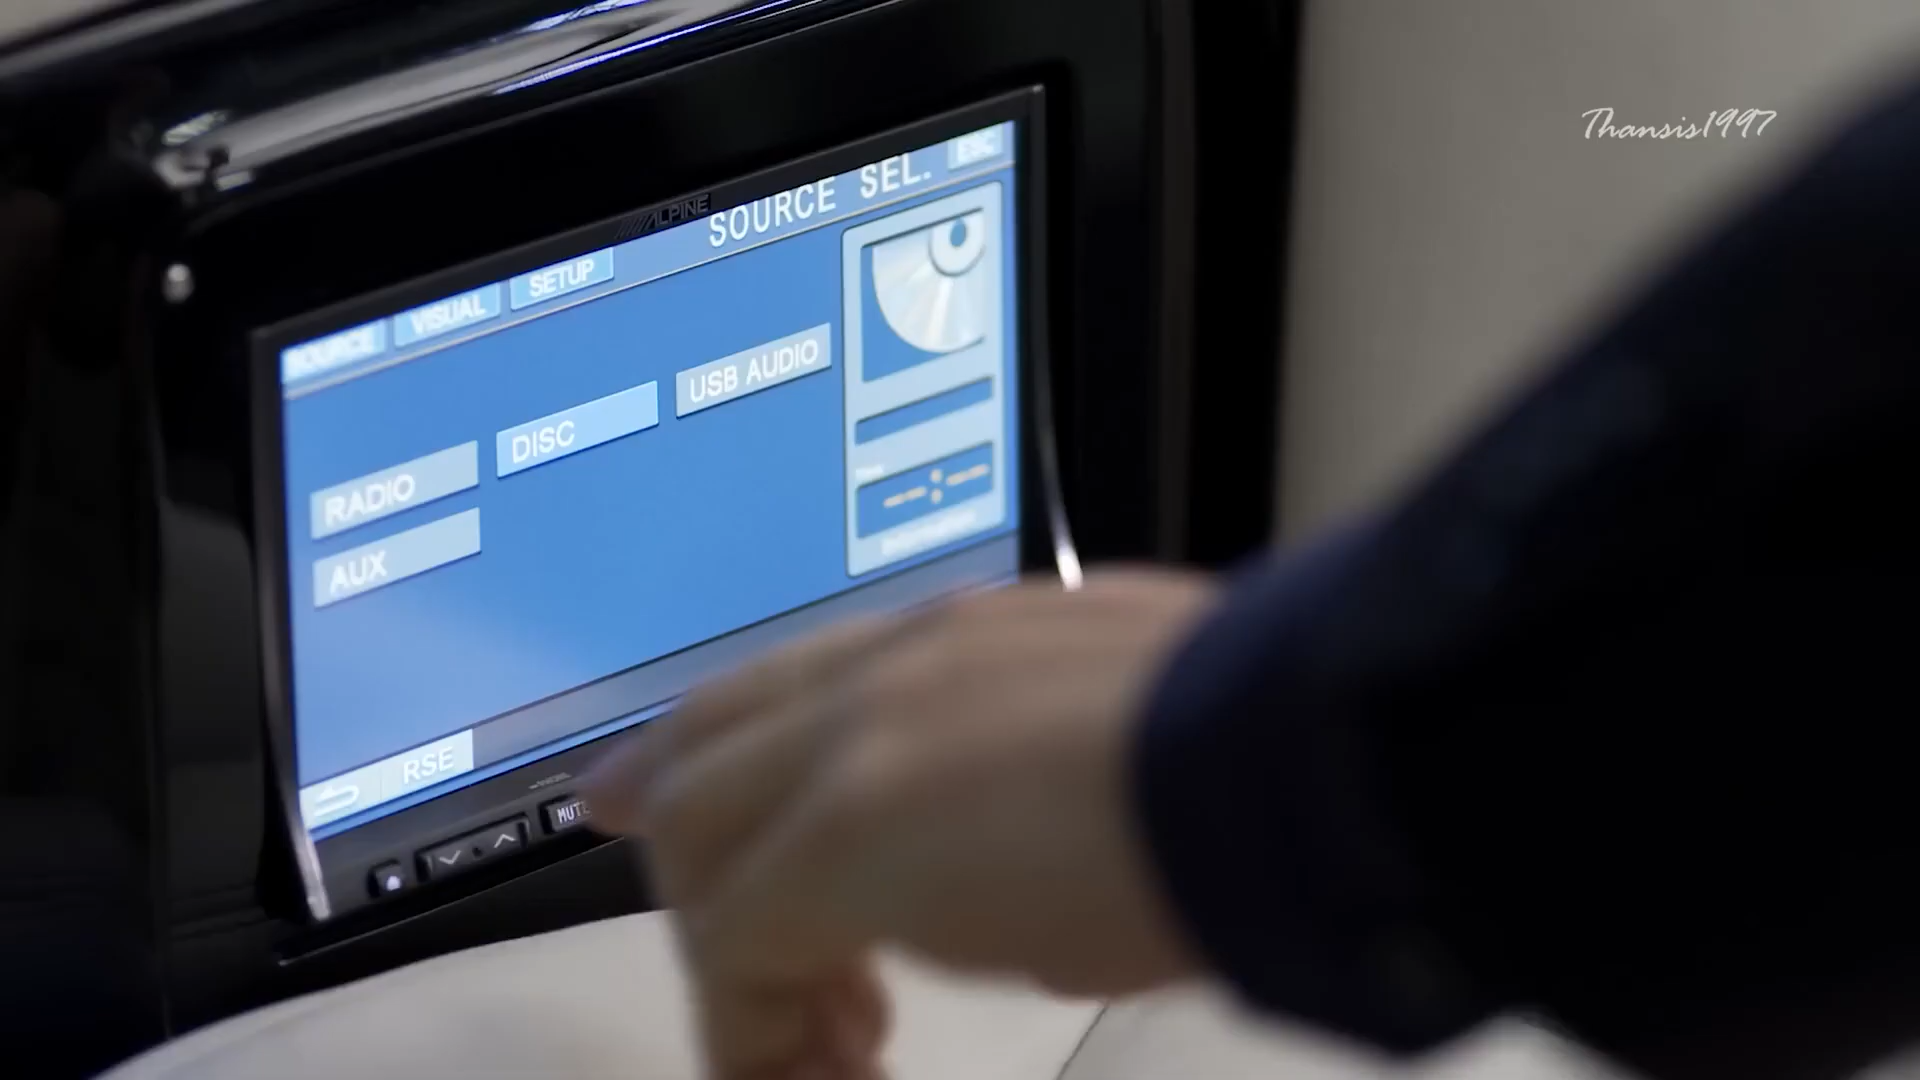 Thansis1997
ALPINE
SOURCE SEL.
ESC
SOURCE
VISUAL
SETUP
RADIO
DISC
USB AUDIO
AUX
RSE
MUTE